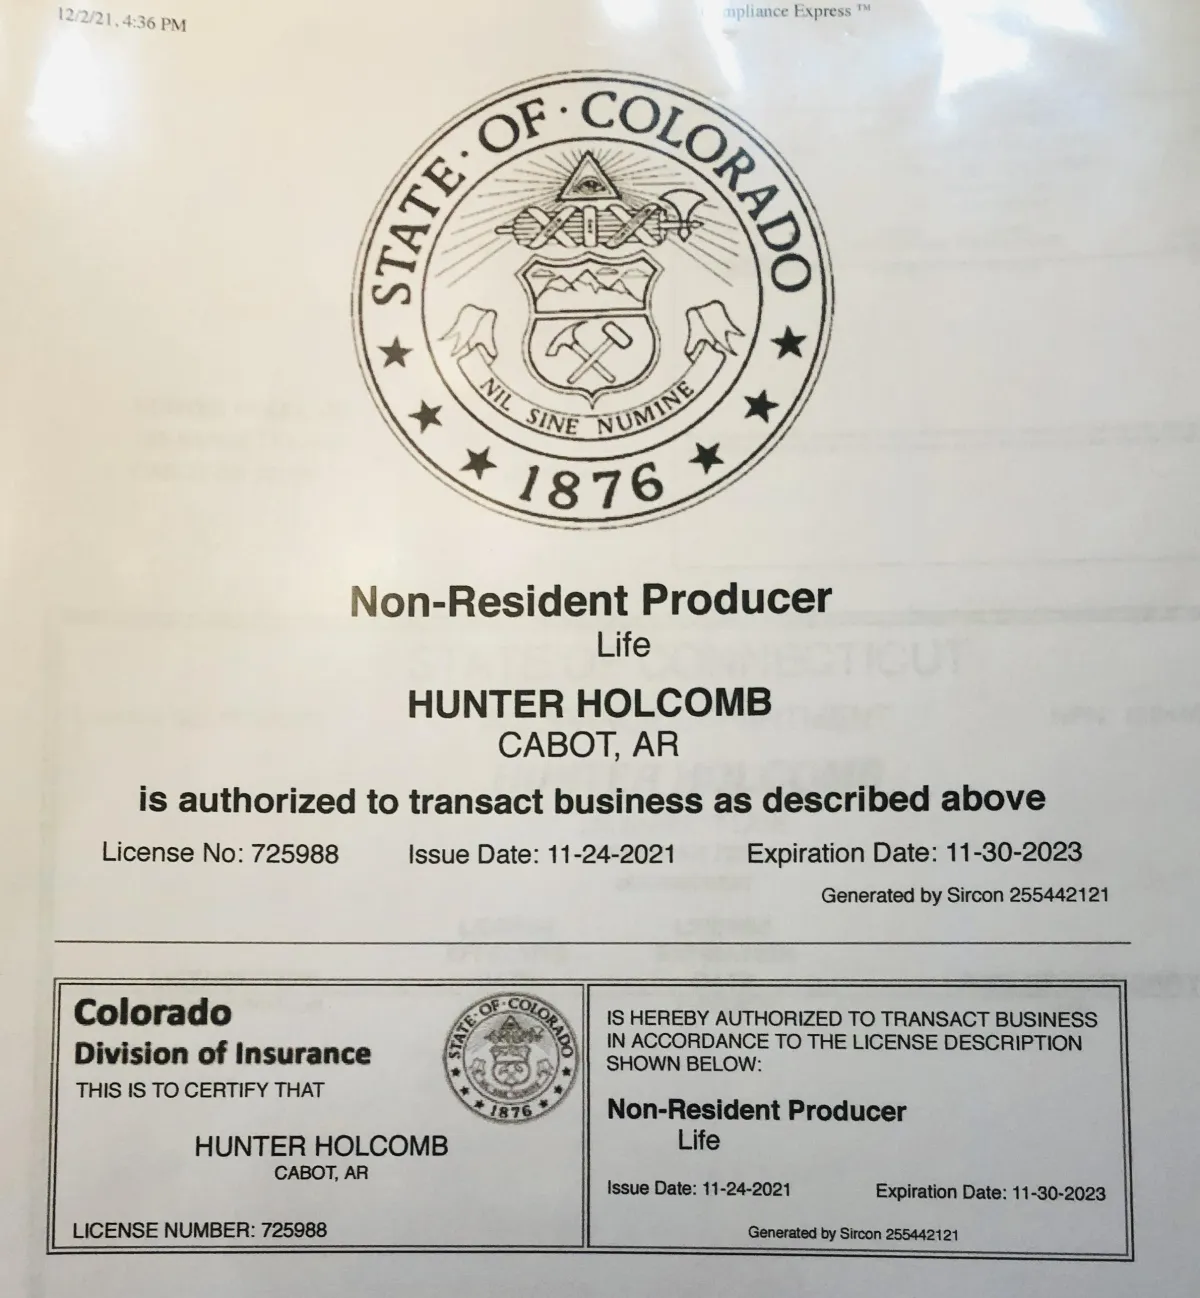 12/2/21, 4:36 PM
mpliance Express ™
STATE · OF · COLORADO
NIL SINE NUMINE
1876
Non-Resident Producer
Life
HUNTER HOLCOMB
CABOT, AR
is authorized to transact business as described above
License No: 725988 Issue Date: 11-24-2021 Expiration Date: 11-30-2023
Generated by Sircon 255442121
Colorado
Division of Insurance
THIS IS TO CERTIFY THAT
HUNTER HOLCOMB
CABOT, AR
LICENSE NUMBER: 725988
STATE · OF · COLORADO
1876
IS HEREBY AUTHORIZED TO TRANSACT BUSINESS
IN ACCORDANCE TO THE LICENSE DESCRIPTION
SHOWN BELOW:
Non-Resident Producer
Life
Issue Date: 11-24-2021 Expiration Date: 11-30-2023
Generated by Sircon 255442121